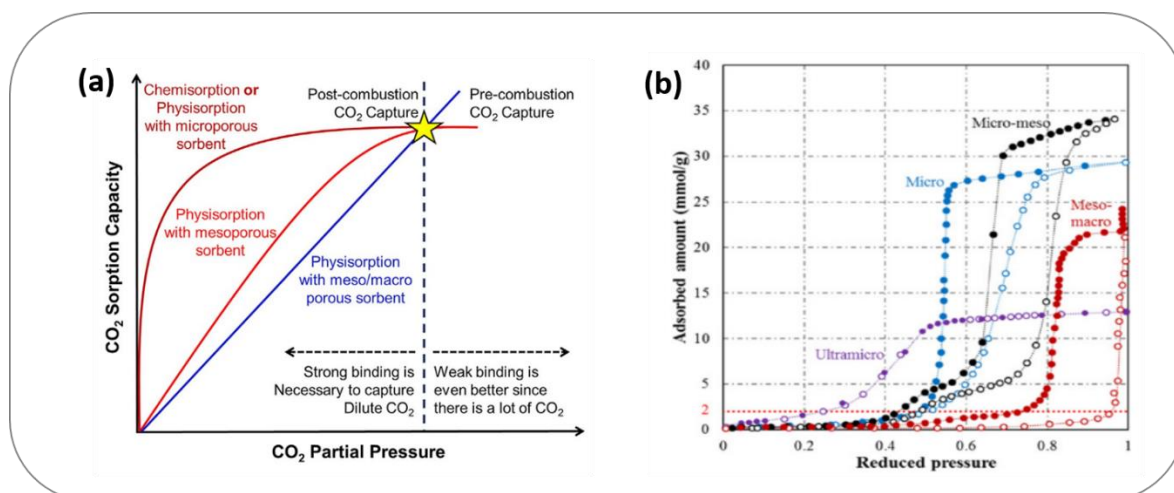 (a)
Chemisorption or
Physisorption
with microporous
sorbent
Post-combustion
CO₂ Capture
Pre-combustion
CO₂ Capture
Physisorption
with mesoporous
sorbent
Physisorption
with meso/macro
porous sorbent
Strong binding is
Necessary to capture
Dilute CO₂
Weak binding is
even better since
there is a lot of CO₂
CO₂ Sorption Capacity
CO₂ Partial Pressure
(b)
Adsorbed amount (mmol/g)
40
35
30
25
20
15
10
5
2
0
Micro-meso
Micro
Meso-
macro
Ultramicro
0
0.2
0.4
0.6
0.8
1
Reduced pressure